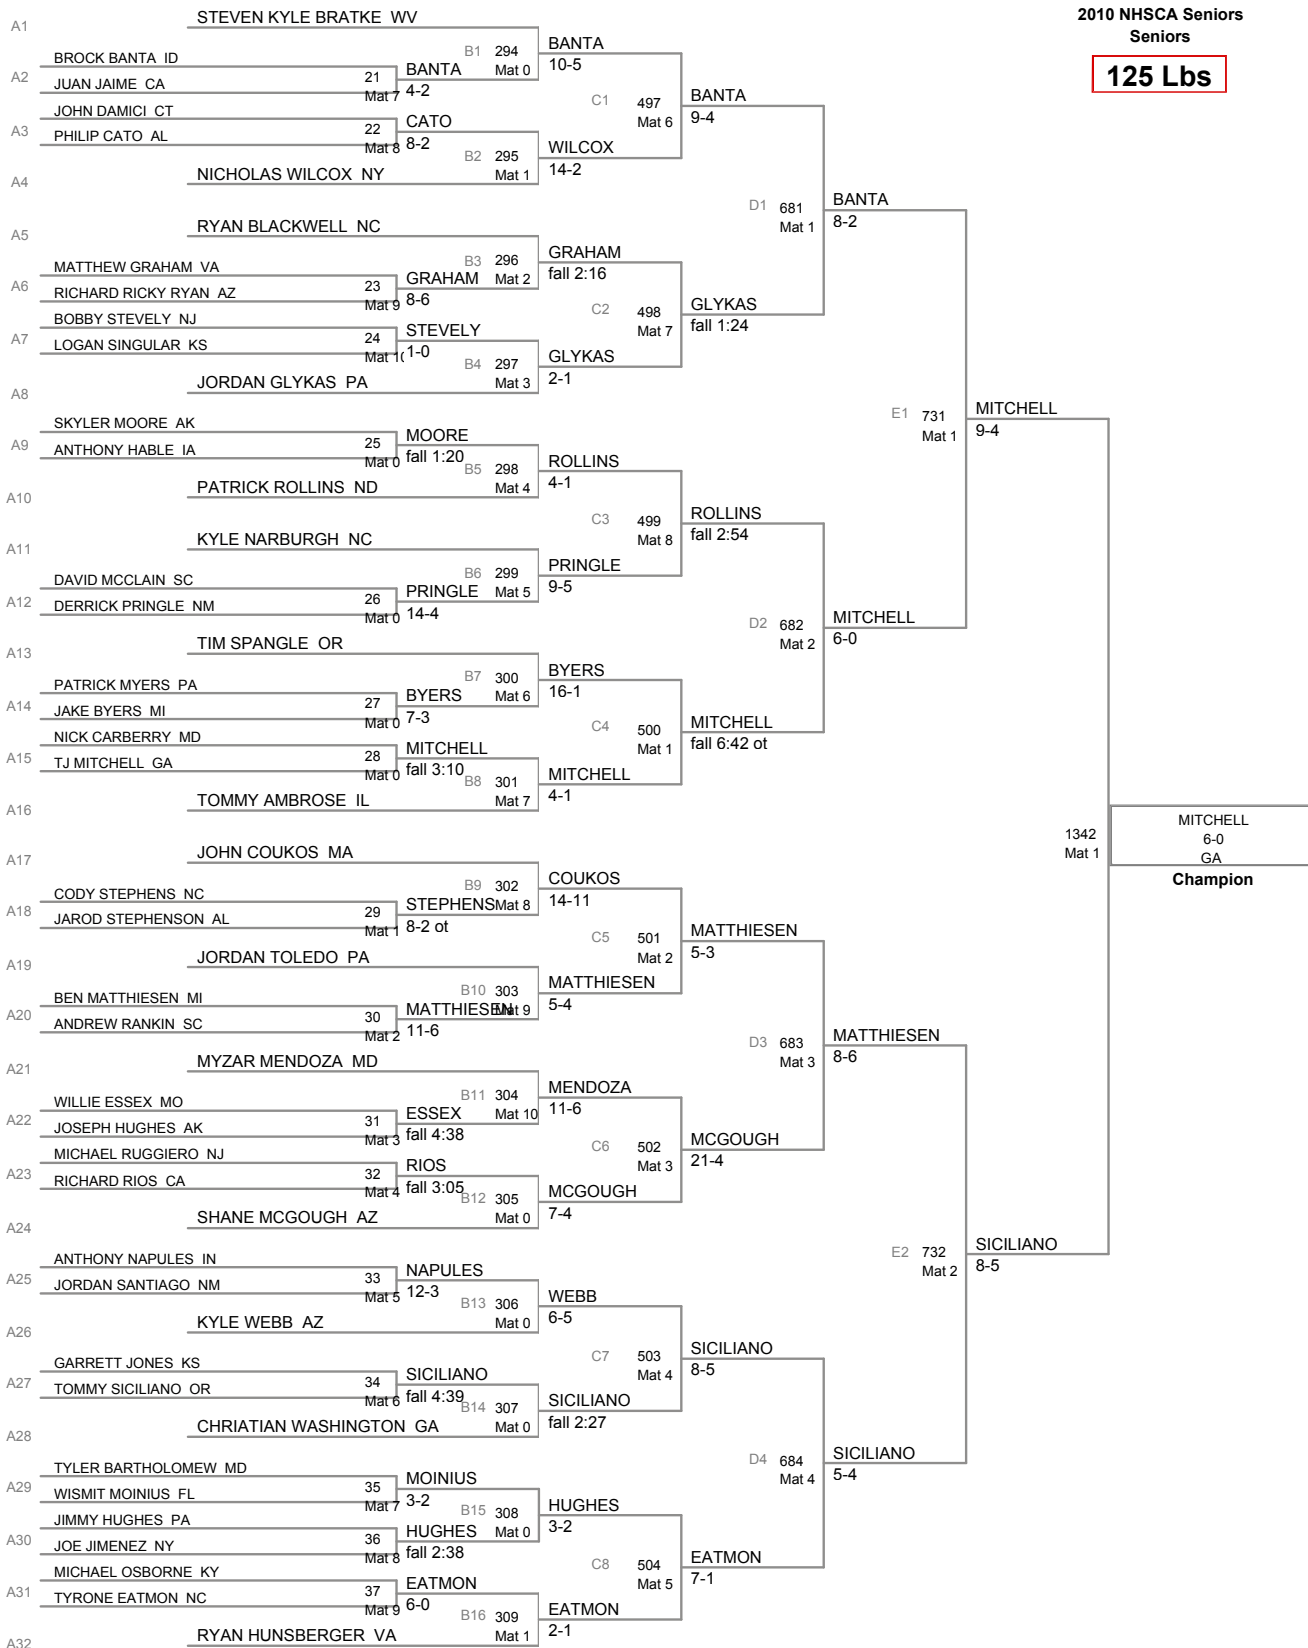 2010 NHSCA Seniors
Seniors
125 Lbs
A1
STEVEN KYLE BRATKE WV
B1 294
Mat 0
BANTA
10-5
A2
BROCK BANTA ID
JUAN JAIME CA
21
Mat 7
BANTA
4-2
C1 497
Mat 6
BANTA
9-4
A3
JOHN DAMICI CT
PHILIP CATO AL
22
Mat 8
CATO
8-2
B2 295
Mat 1
WILCOX
14-2
A4
NICHOLAS WILCOX NY
D1 681
Mat 1
BANTA
8-2
A5
RYAN BLACKWELL NC
B3 296
Mat 2
GRAHAM
fall 2:16
A6
MATTHEW GRAHAM VA
RICHARD RICKY RYAN AZ
23
Mat 9
GRAHAM
8-6
C2 498
Mat 7
GLYKAS
fall 1:24
A7
BOBBY STEVELY NJ
LOGAN SINGULAR KS
24
Mat 10
STEVELY
1-0
B4 297
Mat 3
GLYKAS
2-1
A8
JORDAN GLYKAS PA
E1 731
Mat 1
MITCHELL
9-4
A9
SKYLER MOORE AK
ANTHONY HABLE IA
25
Mat 0
MOORE
fall 1:20
B5 298
Mat 4
ROLLINS
4-1
A10
PATRICK ROLLINS ND
C3 499
Mat 8
ROLLINS
fall 2:54
A11
KYLE NARBURGH NC
B6 299
Mat 5
PRINGLE
9-5
A12
DAVID MCCLAIN SC
DERRICK PRINGLE NM
26
Mat 0
PRINGLE
14-4
D2 682
Mat 2
MITCHELL
6-0
A13
TIM SPANGLE OR
B7 300
Mat 6
BYERS
16-1
A14
PATRICK MYERS PA
JAKE BYERS MI
27
Mat 0
BYERS
7-3
C4 500
Mat 1
MITCHELL
fall 6:42 ot
A15
NICK CARBERRY MD
TJ MITCHELL GA
28
Mat 0
MITCHELL
fall 3:10
B8 301
Mat 7
MITCHELL
4-1
A16
TOMMY AMBROSE IL
1342
Mat 1
MITCHELL
6-0
GA
Champion
A17
JOHN COUKOS MA
B9 302
Mat 8
COUKOS
14-11
A18
CODY STEPHENS NC
JAROD STEPHENSON AL
29
Mat 1
STEPHENS
8-2 ot
C5 501
Mat 2
MATTHIESEN
5-3
A19
JORDAN TOLEDO PA
B10 303
Mat 9
MATTHIESEN
5-4
A20
BEN MATTHIESEN MI
ANDREW RANKIN SC
30
Mat 2
MATTHIESEN
11-6
D3 683
Mat 3
MATTHIESEN
8-6
A21
MYZAR MENDOZA MD
B11 304
Mat 10
MENDOZA
11-6
A22
WILLIE ESSEX MO
JOSEPH HUGHES AK
31
Mat 3
ESSEX
fall 4:38
C6 502
Mat 3
MCGOUGH
21-4
A23
MICHAEL RUGGIERO NJ
RICHARD RIOS CA
32
Mat 4
RIOS
fall 3:05
B12 305
Mat 0
MCGOUGH
7-4
A24
SHANE MCGOUGH AZ
E2 732
Mat 2
SICILIANO
8-5
A25
ANTHONY NAPULES IN
JORDAN SANTIAGO NM
33
Mat 5
NAPULES
12-3
B13 306
Mat 0
WEBB
6-5
A26
KYLE WEBB AZ
C7 503
Mat 4
SICILIANO
8-5
A27
GARRETT JONES KS
TOMMY SICILIANO OR
34
Mat 6
SICILIANO
fall 4:39
B14 307
Mat 0
SICILIANO
fall 2:27
A28
CHRIATIAN WASHINGTON GA
D4 684
Mat 4
SICILIANO
5-4
A29
TYLER BARTHOLOMEW MD
WISMIT MOINIUS FL
35
Mat 7
MOINIUS
3-2
B15 308
Mat 0
HUGHES
3-2
A30
JIMMY HUGHES PA
JOE JIMENEZ NY
36
Mat 8
HUGHES
fall 2:38
C8 504
Mat 5
EATMON
7-1
A31
MICHAEL OSBORNE KY
TYRONE EATMON NC
37
Mat 9
EATMON
6-0
B16 309
Mat 1
EATMON
2-1
A32
RYAN HUNSBERGER VA